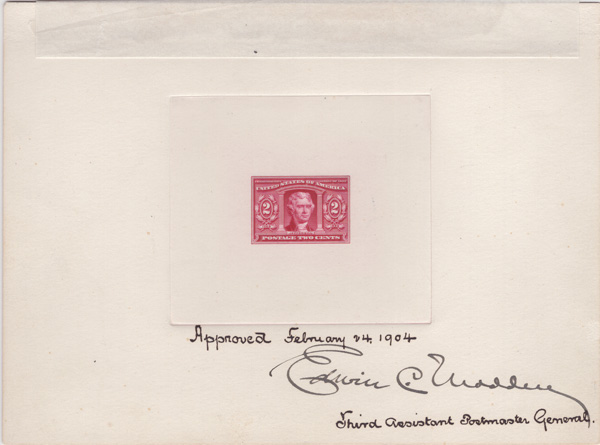 UNITED STATES OF AMERICA
2 2
POSTAGE TWO CENTS
Approved February 24, 1904
Edwin C. Madden
Third Assistant Postmaster General.